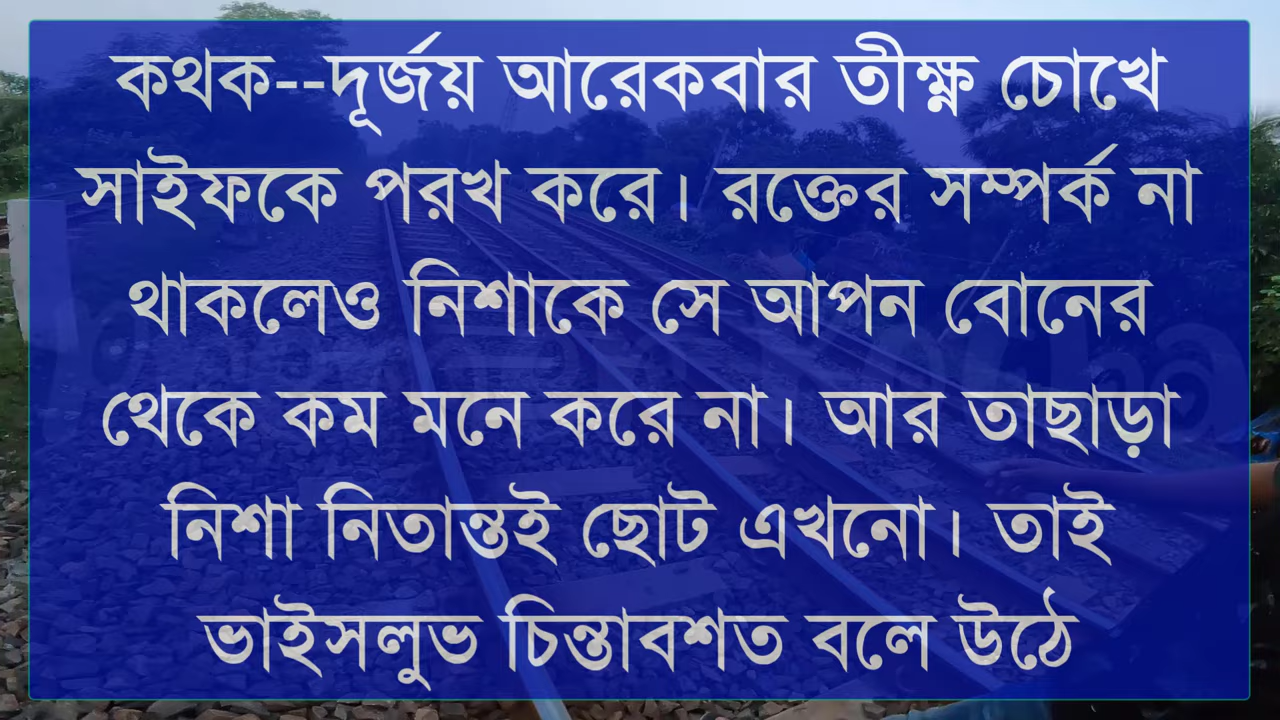 কথক--দূর্জয় আরেকবার তীক্ষ্ণ চোখে
সাইফকে পরখ করে। রক্তের সম্পর্ক না
থাকলেও নিশাকে সে আপন বোনের
থেকে কম মনে করে না। আর তাছাড়া
নিশা নিতান্তই ছোট এখনো। তাই
ভাইসলুভ চিন্তাবশত বলে উঠে